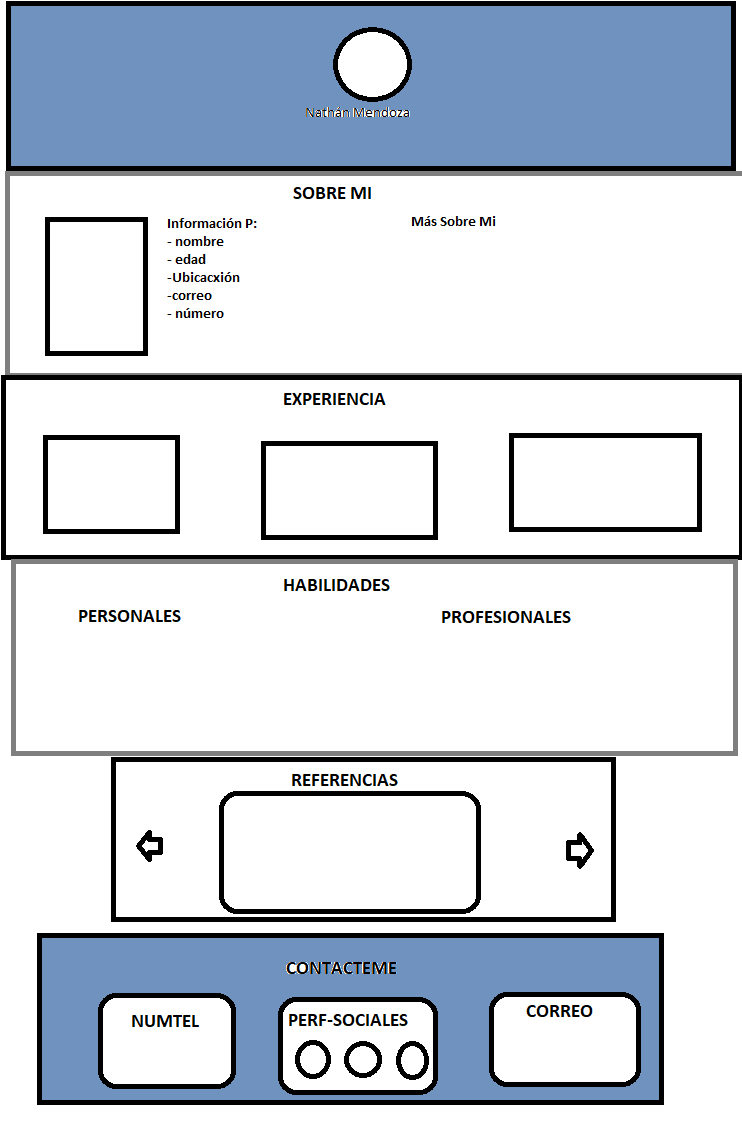 Nathán Mendoza
SOBRE MI
Información P:
- nombre
- edad
-Ubicacxión
-correo
- número
Más Sobre Mi
EXPERIENCIA
HABILIDADES
PERSONALES
PROFESIONALES
REFERENCIAS
CONTACTEME
NUMTEL
PERF-SOCIALES
CORREO